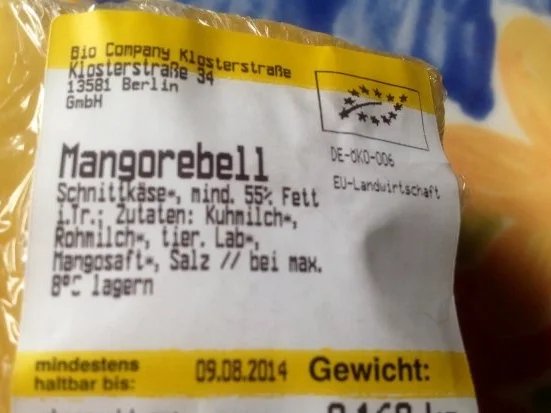 Bio Company Klosterstraße
Klosterstraße 34
13581 Berlin
GmbH
DE-öKO-006
EU-Landwirtschaft
Mangorebell
Schnittkäse*, mind. 55% Fett
i.Tr.; Zutaten: Kuhmilch*,
Rohmilch*, tier. Lab*,
Mangosaft*, Salz // bei max.
8°C lagern
mindestens
haltbar bis:
09.08.2014 Gewicht: